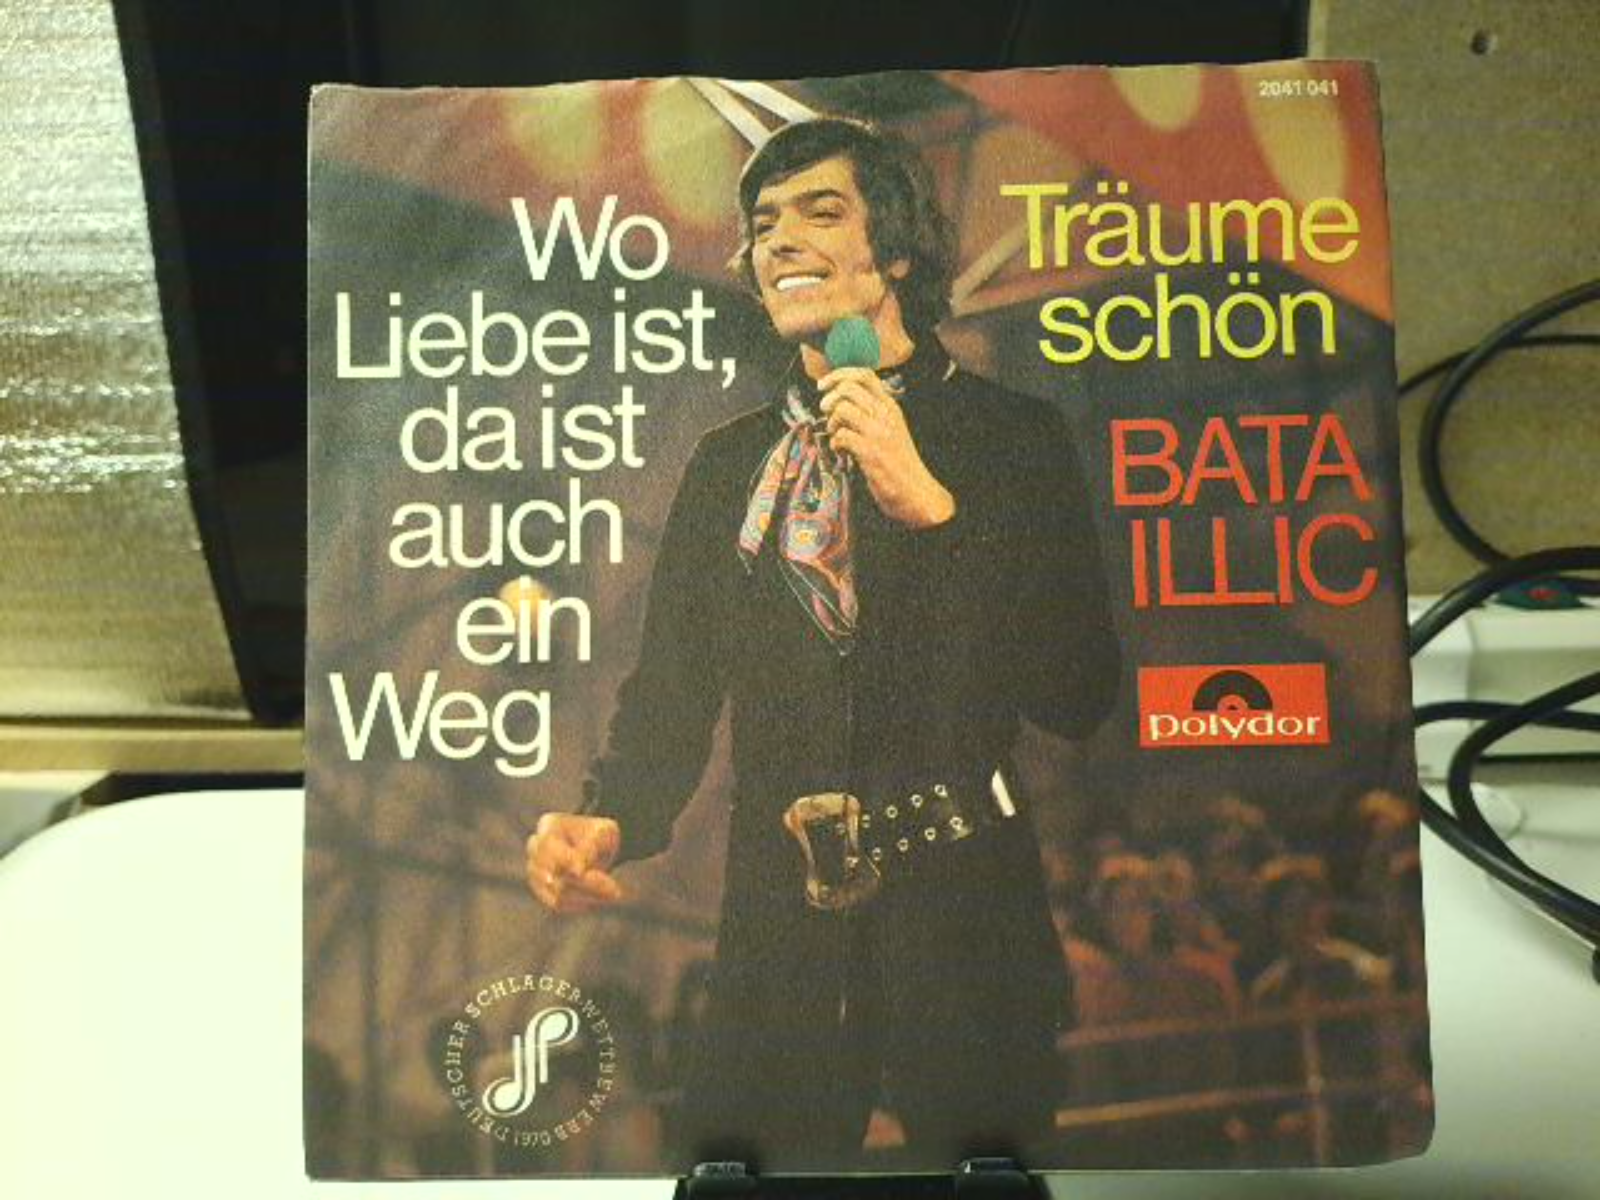 2041 041
Wo
Liebe ist,
da ist
auch
ein
Weg
Träume
schön
BATA
ILLIC
polydor
DEUTSCHER SCHLAGER-WETTBEWERB 1970